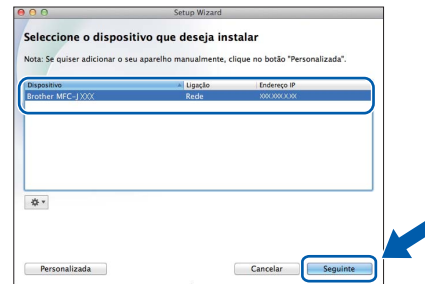 Setup Wizard
Seleccione o dispositivo que deseja instalar
Nota: Se quiser adicionar o seu aparelho manualmente, clique no botão "Personalizada".
Dispositivo Ligação Endereço IP
Brother MFC-JXXX Rede XXX.XXX.X.XX
Personalizada Cancelar Seguinte